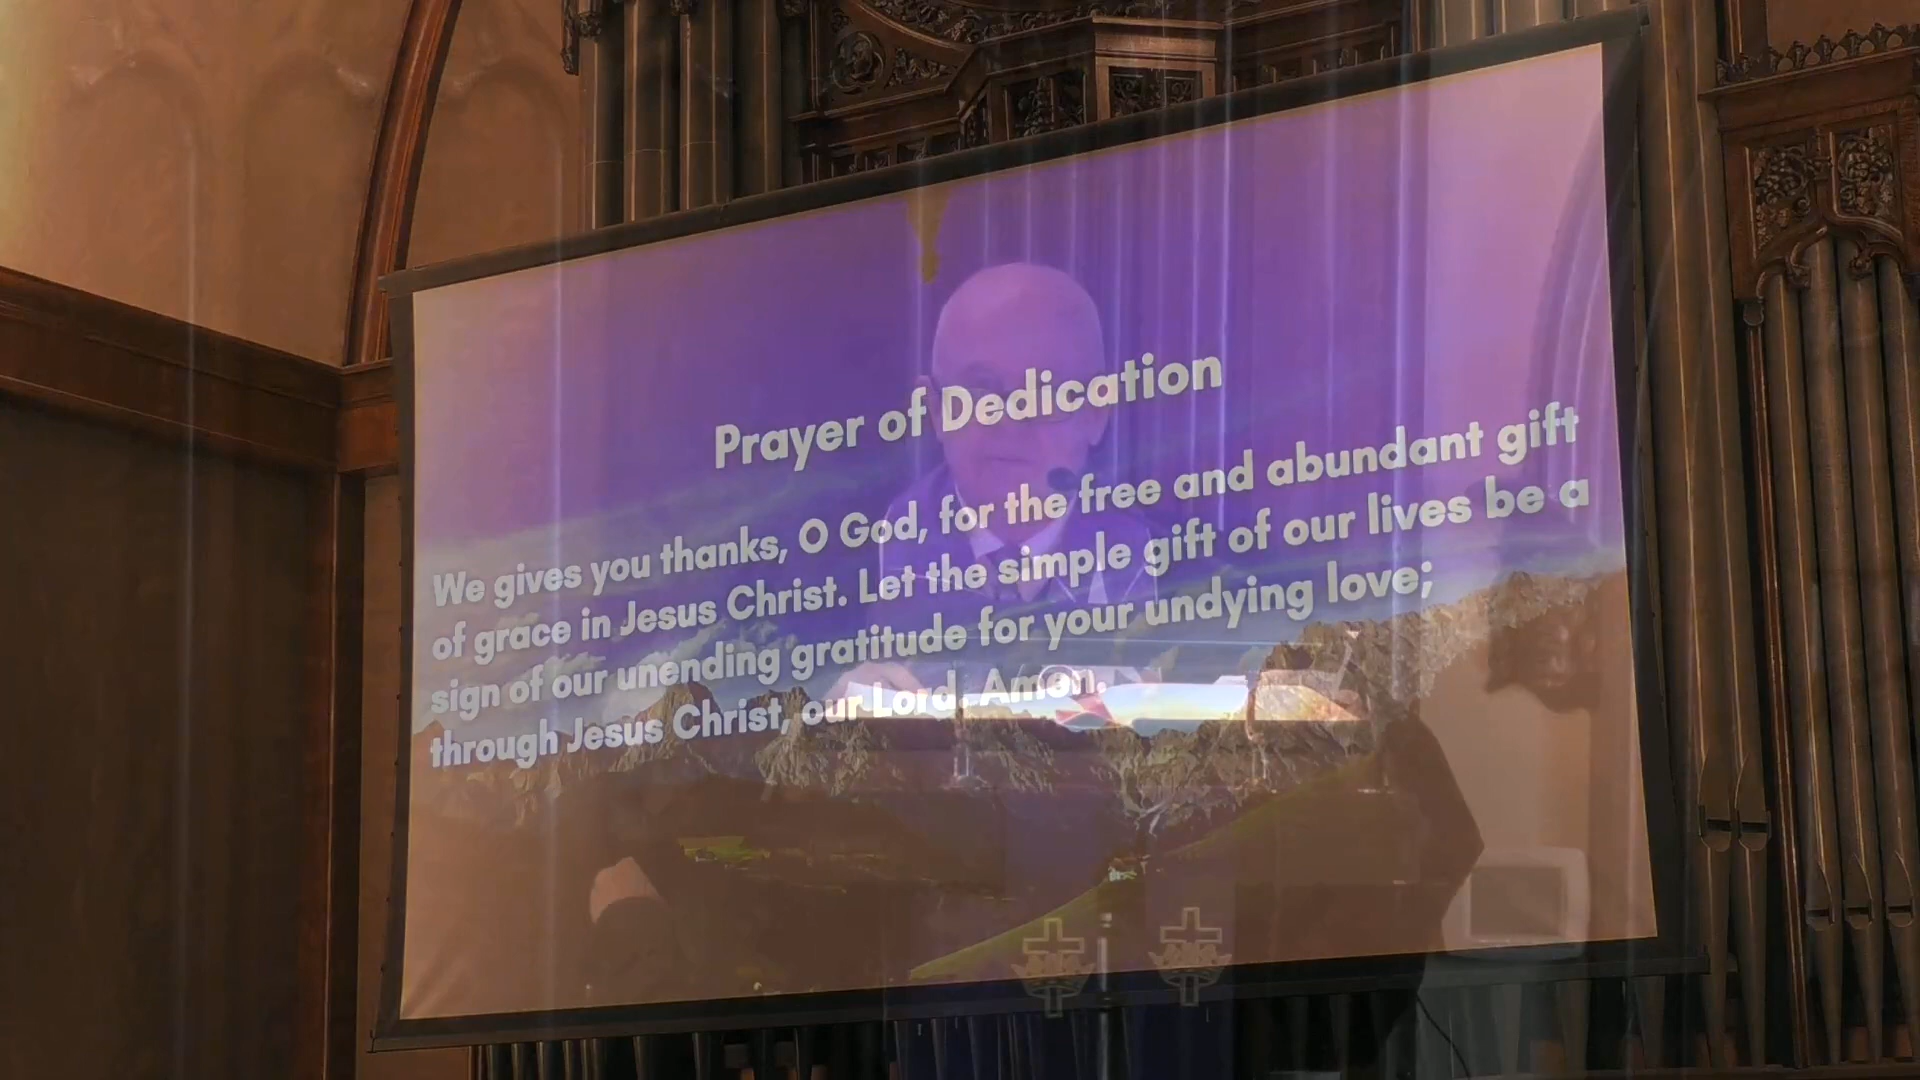 Prayer of Dedication
We gives you thanks, O God, for the free and abundant gift
of grace in Jesus Christ. Let the simple gift of our lives be a
sign of our unending gratitude for your undying love;
through Jesus Christ, our Lord. Amen.